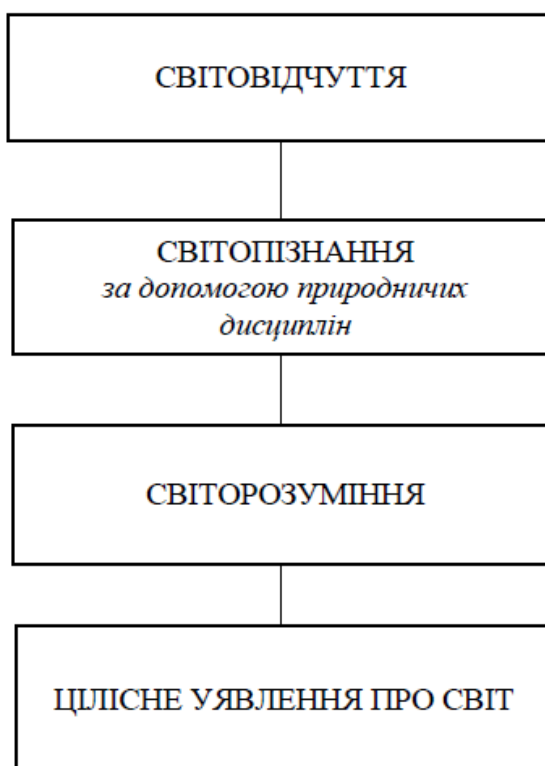 СВІТОВІДЧУТТЯ
СВІТОПІЗНАННЯ
за допомогою природничих
дисциплін
СВІТОРОЗУМІННЯ
ЦІЛІСНЕ УЯВЛЕННЯ ПРО СВІТ